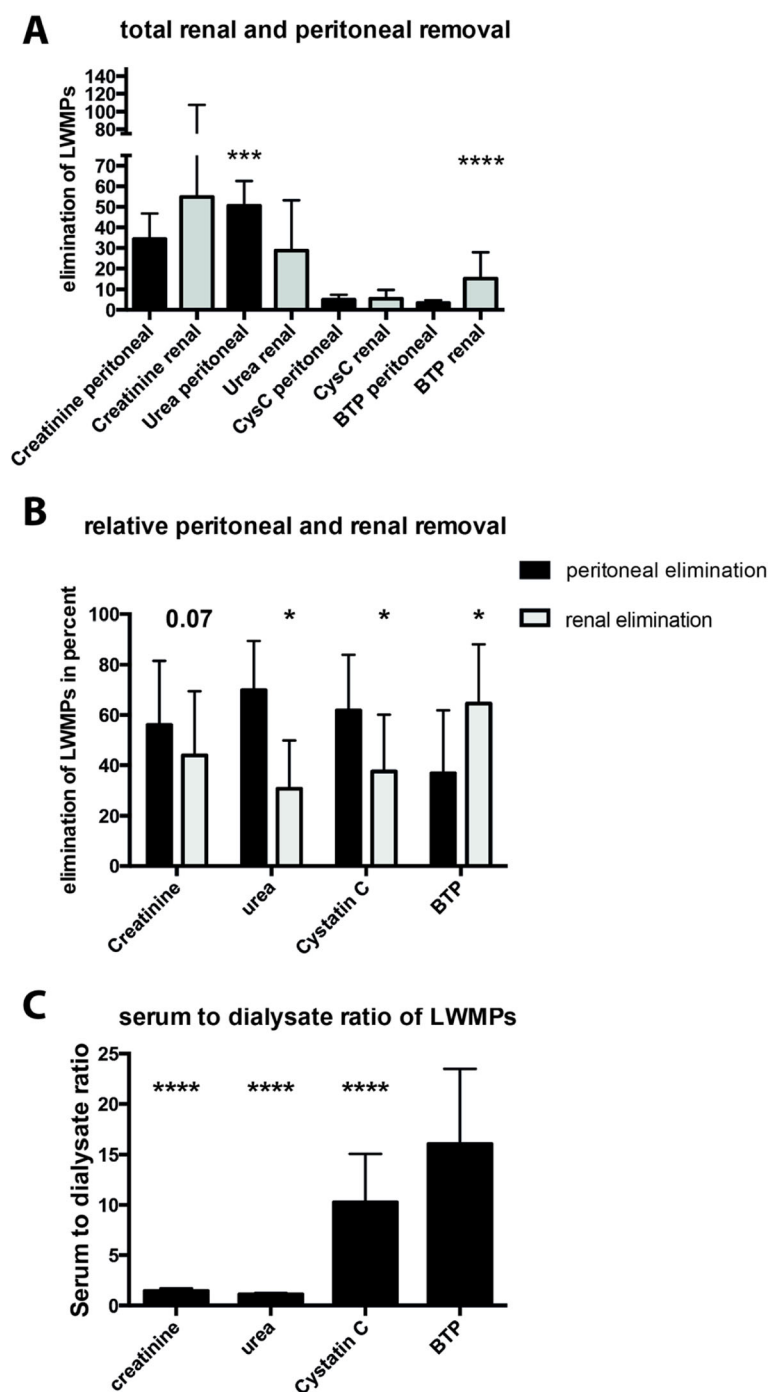 A
total renal and peritoneal removal
elimination of LWMPs
140
120
100
80
70
60
50
40
30
20
10
0
***
****
Creatinine peritoneal
Creatinine renal
Urea peritoneal
Urea renal
CysC peritoneal
CysC renal
BTP peritoneal
BTP renal
B
relative peritoneal and renal removal
peritoneal elimination
renal elimination
elimination of LWMPs in percent
100
80
60
40
20
0
0.07
*
*
*
Creatinine
urea
Cystatin C
BTP
C
serum to dialysate ratio of LWMPs
Serum to dialysate ratio
25
20
15
10
5
0
****
****
****
creatinine
urea
Cystatin C
BTP